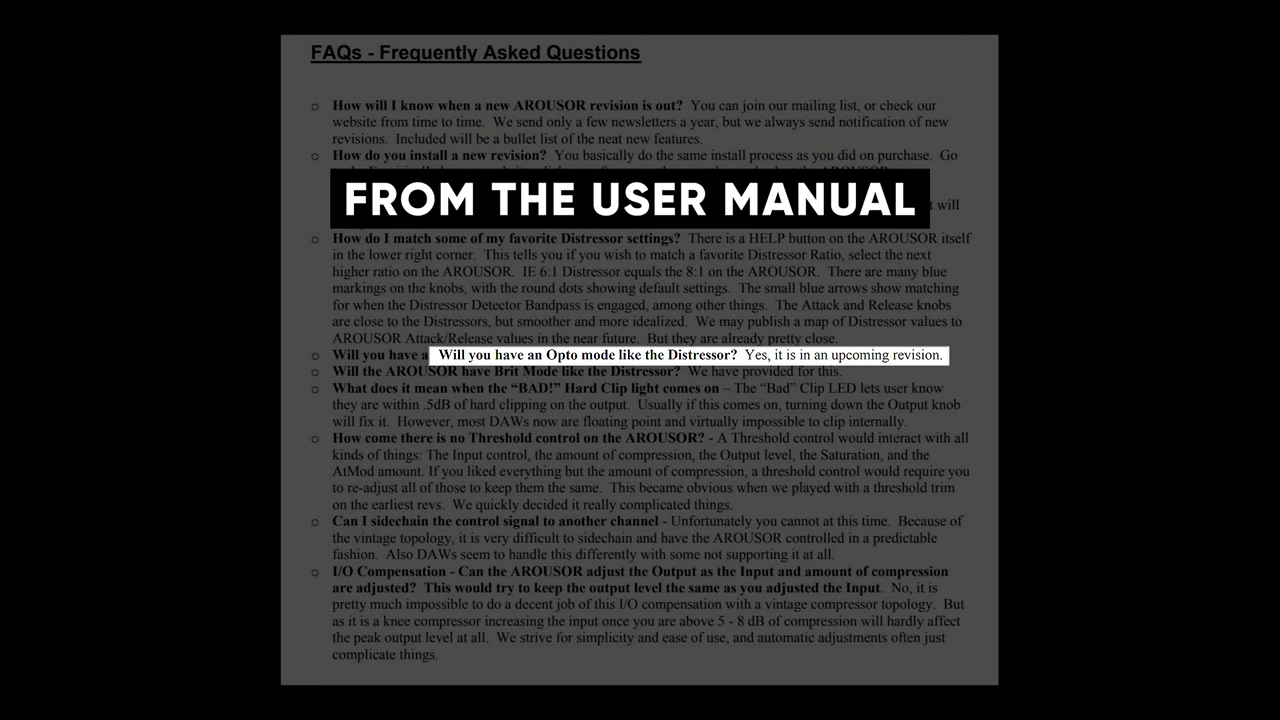 FAQs - Frequently Asked Questions
o How will I know when a new AROUSOR revision is out? You can join our mailing list, or check our
website from time to time. We send only a few newsletters a year, but we always send notification of new
revisions. Included will be a bullet list of the neat new features.
o How do you install a new revision? You basically do the same install process as you did on purchase. Go
FROM THE USER MANUAL
will
o How do I match some of my favorite Distressor settings? There is a HELP button on the AROUSOR itself
in the lower right corner. This tells you if you wish to match a favorite Distressor Ratio, select the next
higher ratio on the AROUSOR. IE 6:1 Distressor equals the 8:1 on the AROUSOR. There are many blue
markings on the knobs, with the round dots showing default settings. The small blue arrows show matching
for when the Distressor Detector Bandpass is engaged, among other things. The Attack and Release knobs
are close to the Distressors, but smoother and more idealized. We may publish a map of Distressor values to
AROUSOR Attack/Release values in the near future. But they are already pretty close.
o Will you have a Will you have an Opto mode like the Distressor? Yes, it is in an upcoming revision.
o Will the AROUSOR have Brit Mode like the Distressor? We have provided for this.
o What does it mean when the “BAD!” Hard Clip light comes on – The “Bad” Clip LED lets user know
they are within .5dB of hard clipping on the output. Usually if this comes on, turning down the Output knob
will fix it. However, most DAWs now are floating point and virtually impossible to clip internally.
o How come there is no Threshold control on the AROUSOR? - A Threshold control would interact with all
kinds of things: The Input control, the amount of compression, the Output level, the Saturation, and the
AtMod amount. If you liked everything but the amount of compression, a threshold control would require you
to re-adjust all of those to keep them the same. This became obvious when we played with a threshold trim
on the earliest revs. We quickly decided it really complicated things.
o Can I sidechain the control signal to another channel - Unfortunately you cannot at this time. Because of
the vintage topology, it is very difficult to sidechain and have the AROUSOR controlled in a predictable
fashion. Also DAWs seem to handle this differently with some not supporting it at all.
o I/O Compensation - Can the AROUSOR adjust the Output as the Input and amount of compression
are adjusted? This would try to keep the output level the same as you adjusted the Input. No, it is
pretty much impossible to do a decent job of this I/O compensation with a vintage compressor topology. But
as it is a knee compressor increasing the input once you are above 5 - 8 dB of compression will hardly affect
the peak output level at all. We strive for simplicity and ease of use, and automatic adjustments often just
complicate things.